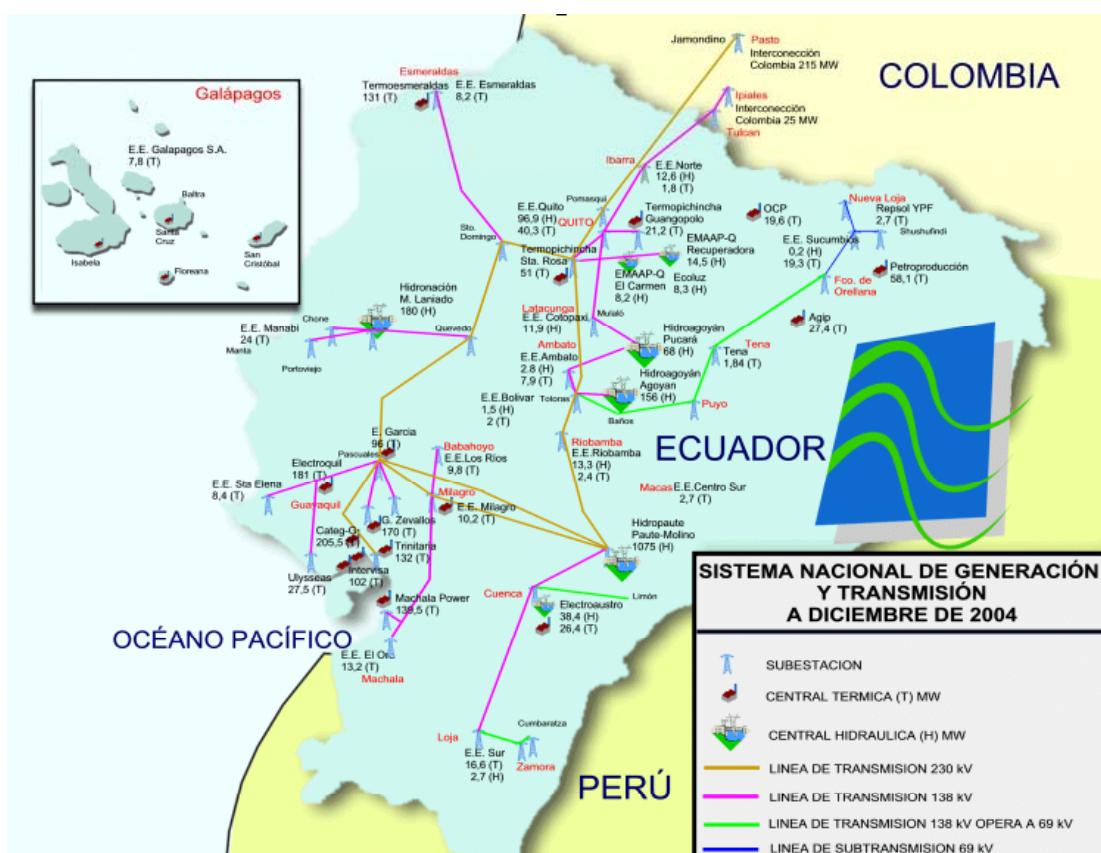 Galápagos
E.E. Galapagos S.A.
7,8 (T)
Baltra
Santa
Cruz
Isabela
San
Cristóbal
Floreana
COLOMBIA
Jamondino
Pasto
Interconección
Colombia 215 MW
Ipiales
Interconección
Colombia 25 MW
Tulcan
Esmeraldas
Termoesmeraldas
131 (T)
E.E. Esmeraldas
8,2 (T)
Ibarra
E.E.Norte
12,6 (H)
1,8 (T)
Pomasqui
E.E.Quito
96,9 (H)
40,3 (T)
QUITO
Termopichincha
Guangopolo
21,2 (T)
OCP
19,6 (T)
Nueva Loja
Repsol YPF
2,7 (T)
Shushufindi
E.E. Sucumbios
0,2 (H)
19,3 (T)
Petroproducción
58,1 (T)
Fco. de
Orellana
Sto.
Domingo
Termopichincha
Sta. Rosa
51 (T)
EMAAP-Q
Recuperadora
14,5 (H)
EMAAP-Q
El Carmen
8,2 (H)
Ecoluz
8,3 (H)
Hidronación
M. Laniado
180 (H)
Chone
E.E. Manabi
24 (T)
Manta
Portoviejo
Quevedo
Latacunga
E.E. Cotopaxi
11,9 (H)
Mulaló
Agip
27,4 (T)
Ambato
E.E.Ambato
2.8 (H)
7,9 (T)
Hidroagoyán
Pucará
68 (H)
Tena
1,84 (T)
Tena
Hidroagoyán
Agoyan
156 (H)
E.E.Bolivar
1,5 (H)
2 (T)
Totoras
Baños
Puyo
ECUADOR
E. Garcia
96 (T)
Pascuales
Babahoyo
E.E.Los Ríos
9,8 (T)
Riobamba
E.E.Riobamba
13,3 (H)
2,4 (T)
Electroquil
181 (T)
E.E. Sta Elena
8,4 (T)
Guayaquil
Milagro
E.E. Milagro
10,2 (T)
Macas
E.E.Centro Sur
2,7 (T)
G. Zevallos
170 (T)
Categ-G
205,5 (T)
Trinitaria
132 (T)
Hidropaute
Paute-Molino
1075 (H)
Ulysseas
27,5 (T)
Intervisa
102 (T)
Machala Power
139,5 (T)
Cuenca
Limón
Electroaustro
38,4 (H)
26,4 (T)
OCÉANO PACÍFICO
E.E. El Oro
13,2 (T)
Machala
Loja
E.E. Sur
16,6 (T)
2,7 (H)
Cumbaratza
Zamora
PERÚ
SISTEMA NACIONAL DE GENERACIÓN
Y TRANSMISIÓN
A DICIEMBRE DE 2004
SUBESTACION
CENTRAL TERMICA (T) MW
CENTRAL HIDRAULICA (H) MW
LINEA DE TRANSMISION 230 kV
LINEA DE TRANSMISION 138 kV
LINEA DE TRANSMISION 138 kV OPERA A 69 kV
LINEA DE SUBTRANSMISION 69 kV